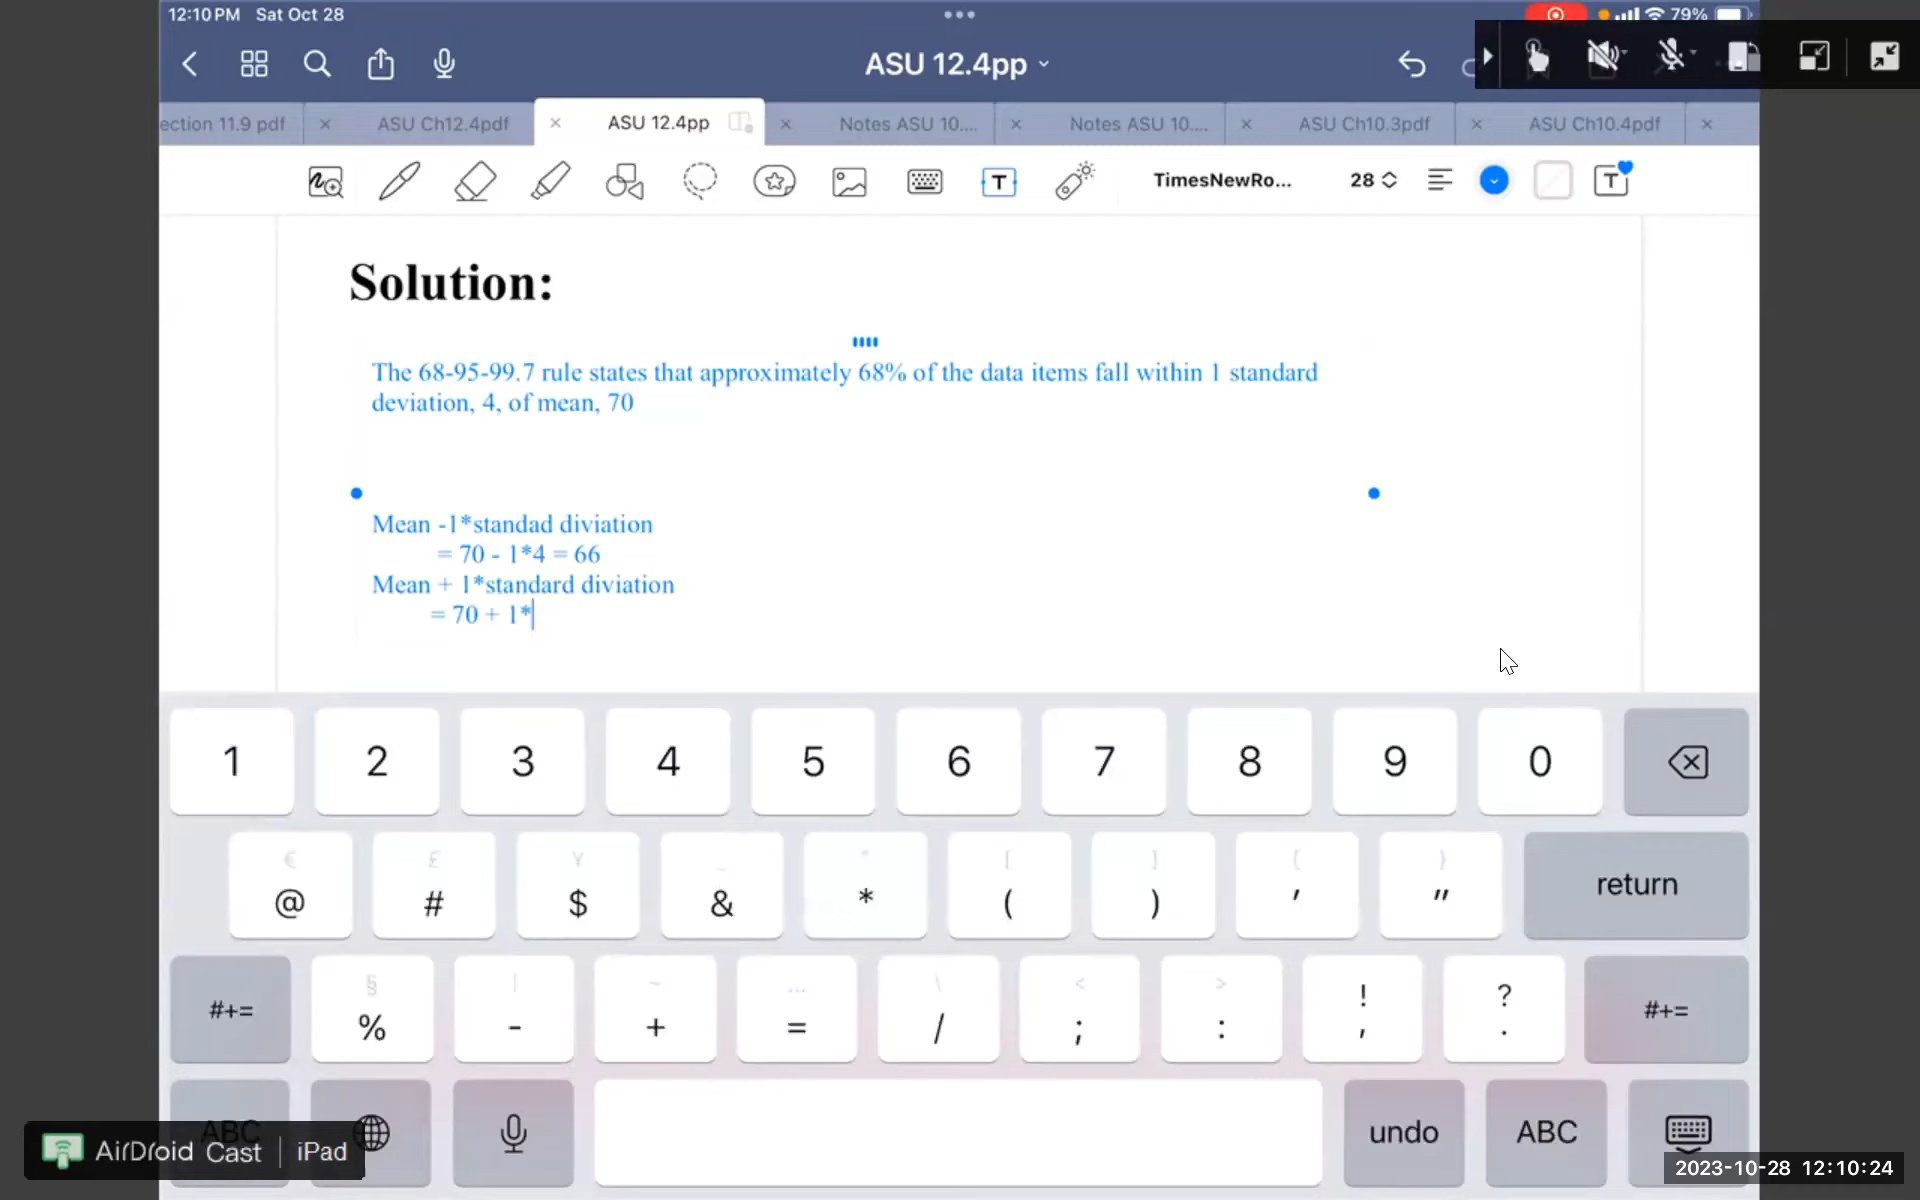 12:10 PM Sat Oct 28
79%
ASU 12.4pp
ection 11.9 pdf
ASU Ch12.4pdf
ASU 12.4pp
Notes ASU 10....
Notes ASU 10....
ASU Ch10.3pdf
ASU Ch10.4pdf
T
TimesNewRo...
28
T
Solution:
The 68-95-99.7 rule states that approximately 68% of the data items fall within 1 standard
deviation, 4, of mean, 70
Mean -1*standad diviation
= 70 - 1*4 = 66
Mean + 1*standard diviation
= 70 + 1*
1 2 3 4 5 6 7 8 9 0
€ £ ¥ _ ^ [ ] { }
@ # $ & * ( ) ' "
return
§ | ~ ... \ < > ! ?
#+= % - + = / ; : , . #+=
ABC undo ABC
AirDroid Cast | iPad
2023-10-28 12:10:24